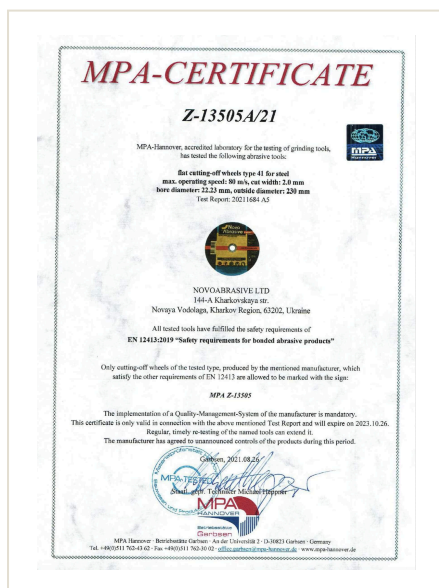 MPA-CERTIFICATE
Z-13505A/21
MPA-Hannover, accredited laboratory for the testing of grinding tools,
has tested the following abrasive tools:
MPA
Hannover
flat cutting-off wheels type 41 for steel
max. operating speed: 80 m/s, cut width: 2.0 mm
bore diameter: 22.23 mm, outside diameter: 230 mm
Test Report: 20211684 A5
NOVOABRASIVE LTD
144-A Kharkovskaya str.
Novaya Vodolaga, Kharkov Region, 63202, Ukraine
All tested tools have fulfilled the safety requirements of
EN 12413:2019 “Safety requirements for bonded abrasive products”
Only cutting-off wheels of the tested type, produced by the mentioned manufacturer, which
satisfy the other requirements of EN 12413 are allowed to be marked with the sign:
MPA Z-13505
The implementation of a Quality-Management-System of the manufacturer is mandatory.
This certificate is only valid in connection with the above mentioned Test Report and will expire on 2023.10.26.
Regular, timely re-testing of the named tools can extend it.
The manufacturer has agreed to unannounced controls of the products during this period.
Garbsen, 2021.08.26
MPA-TESTED
Staatl. gepr. Techniker Michael Heppner
MPA
HANNOVER
Betriebsstätte
Garbsen
MPA Hannover · Betriebsstätte Garbsen · An der Universität 2 · D-30823 Garbsen · Germany
Tel. +49(0)511 762-43 62 · Fax +49(0)511 762-30 02 · office.garbsen@mpa-hannover.de · www.mpa-hannover.de